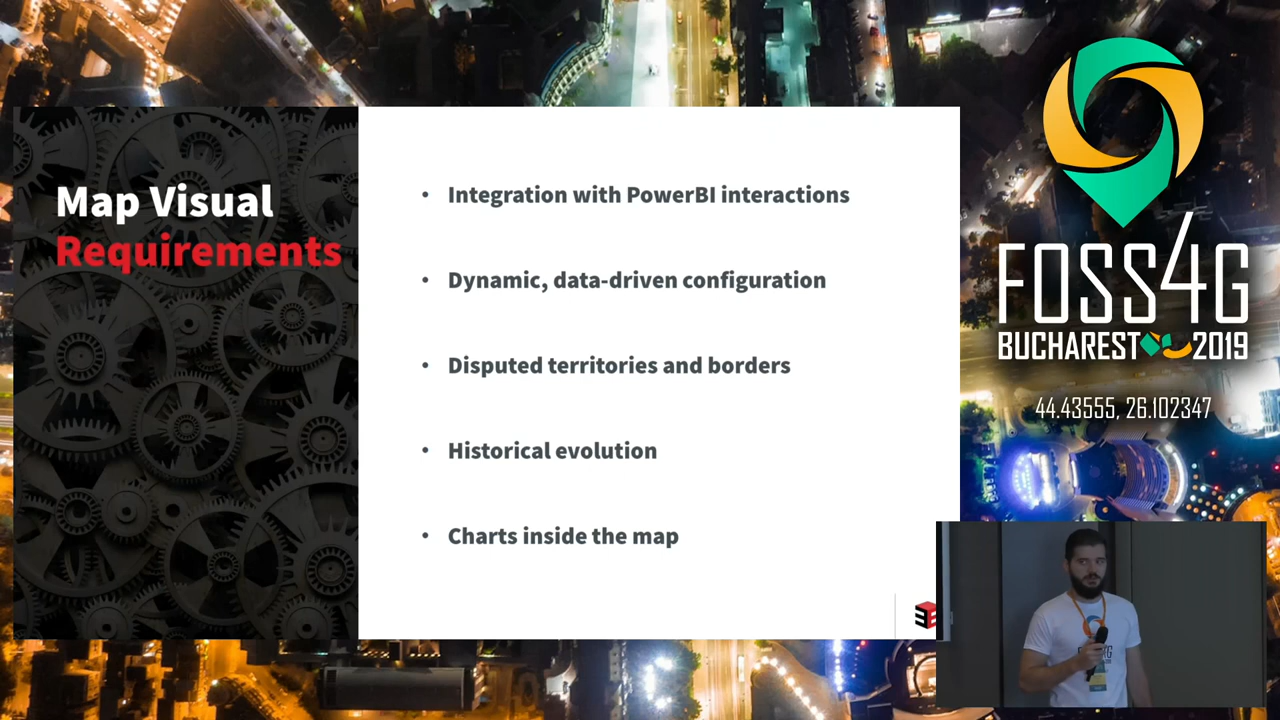 Map Visual
Requirements
• Integration with PowerBI interactions
• Dynamic, data-driven configuration
• Disputed territories and borders
• Historical evolution
• Charts inside the map
FOSS4G
BUCHAREST 2019
44.43555, 26.102347